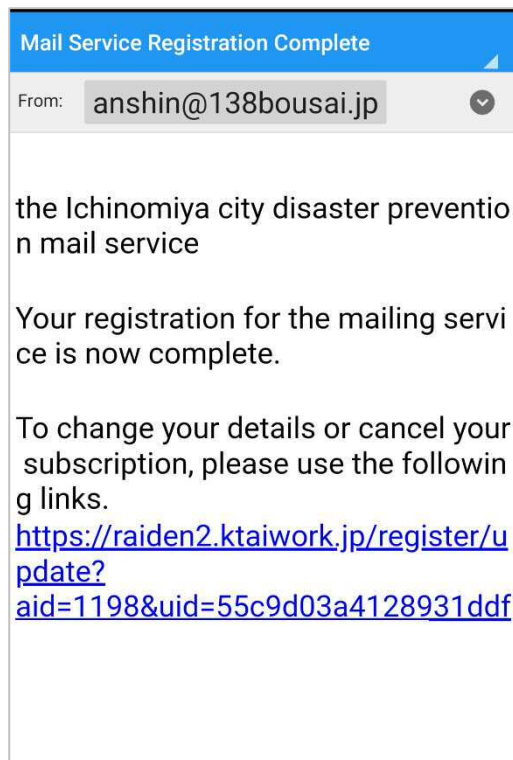 Mail Service Registration Complete
From: anshin@138bousai.jp
the Ichinomiya city disaster preventio
n mail service
Your registration for the mailing servi
ce is now complete.
To change your details or cancel your
subscription, please use the followin
g links.
https://raiden2.ktaiwork.jp/register/u
pdate?
aid=1198&uid=55c9d03a4128931ddf